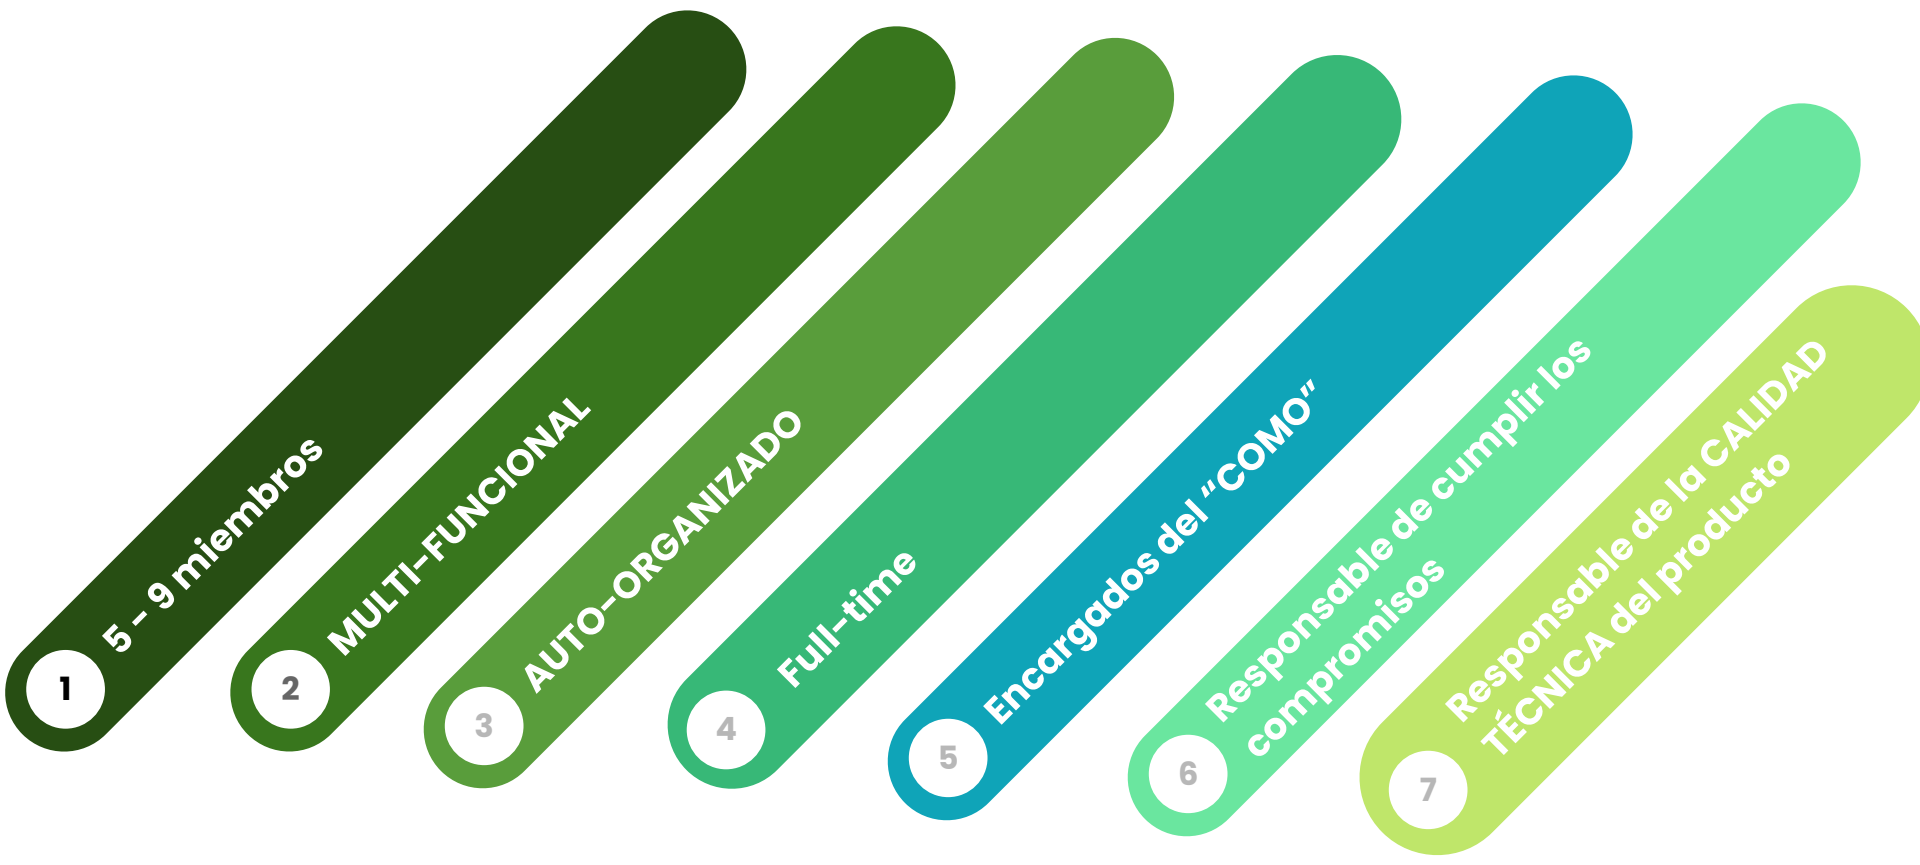 1
5 - 9 miembros
2
MULTI-FUNCIONAL
3
AUTO-ORGANIZADO
4
Full-time
5
Encargados del “COMO”
6
Responsable de cumplir los
compromisos
7
Responsable de la CALIDAD
TÉCNICA del producto